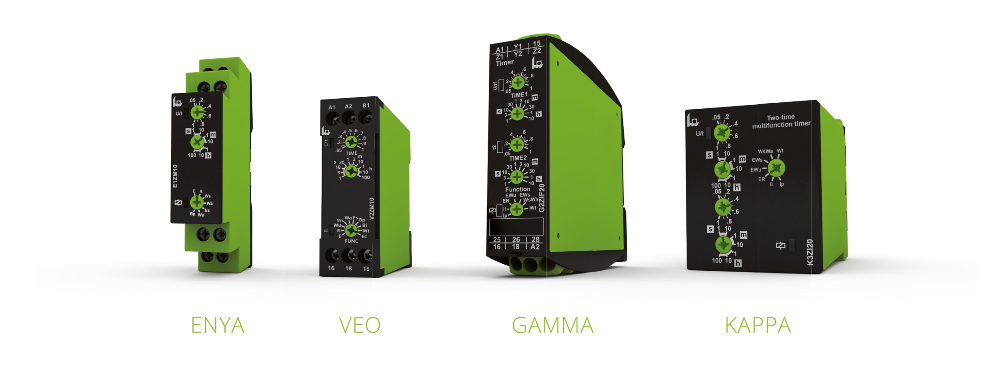 .05 .2
.4
U/t
.6
.8
1
s 1 10
1 m
10
1
100 10 h
E1ZM10
E R
Ws
Wa
Es
Bp Wu
A1 A2 B1
.4 .5 .6
.3 .7
U/t .2 .8
.9
.05 1
TIME
m
1 3
s 30 10
10 1 h
3 10
1 100
V2ZM10
Wa Es
Ws Bp
Wu Bi
R R Wt
E Ec
FUNC
16 18 15
A1 Y1 15
Z1 Y2 Z2
Timer
.4 .6
.8
U/t1 .2
.05 1
TIME1
m
30 1 3 10
s 10 30
3 1 h
1 10
.4 .6
.8
t2 .2
.05 1
TIME2
m
30 1 3 10
s 10 30
3 1 h
1 10
Function
G2ZIF20
EWu EWs
ER WsWa
Ii Wt
Ip
25 26 28
16 18 A2
Two-time
multifunction timer
.05 .2
.4
U/t
.6
.8
1
s 1 10
1 m
10
1
100 10 h
.05 .2
.4
.6
.8
1
s 1 10
1 m
10
1
100 10 h
WsWa Wt
EWs
EWu
ER
Ii Ip
K3ZI20
ENYA
VEO
GAMMA
KAPPA